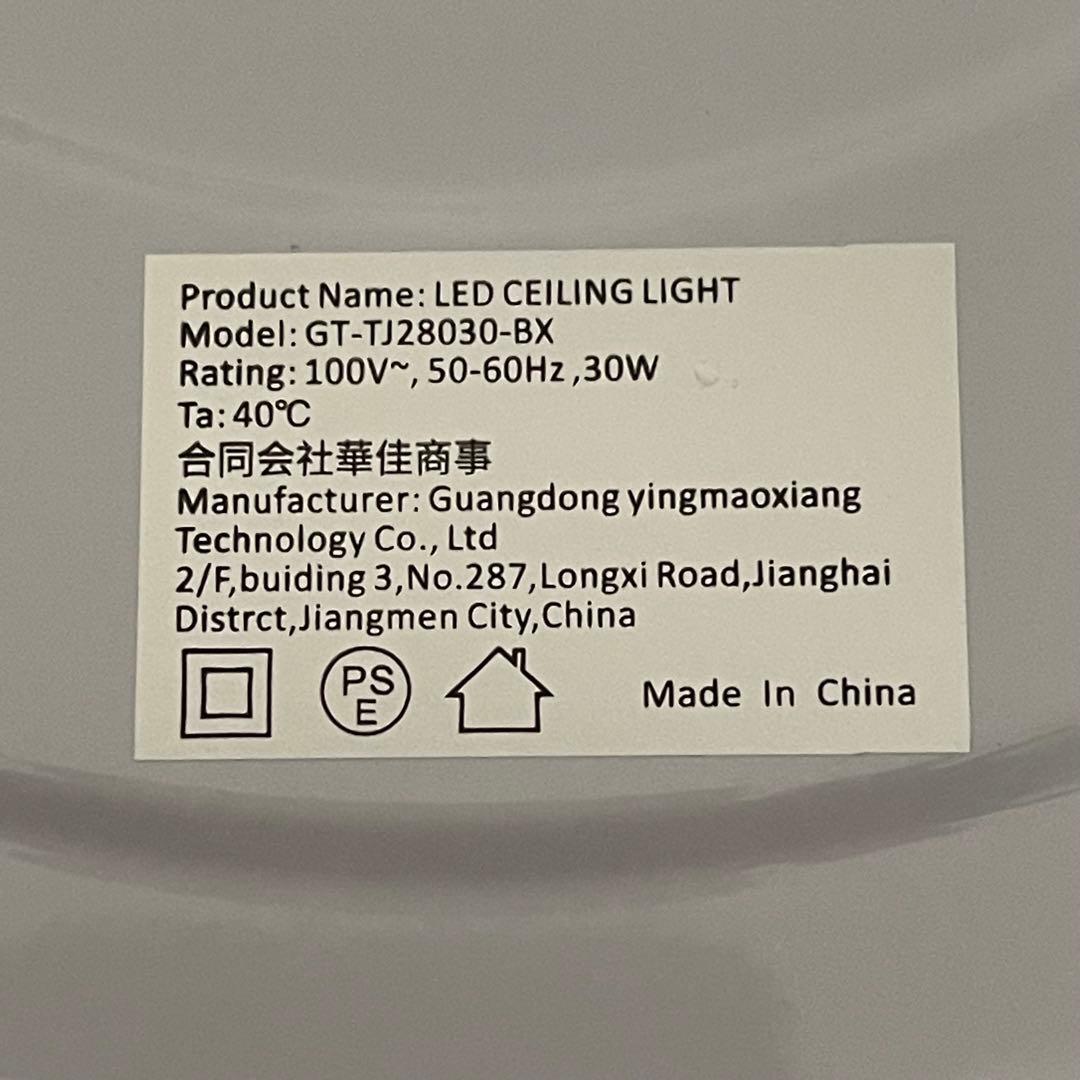 Product Name: LED CEILING LIGHT
Model: GT-TJ28030-BX
Rating: 100V~, 50-60Hz ,30W
Ta: 40℃
合同会社華佳商事
Manufacturer: Guangdong yingmaoxiang
Technology Co., Ltd
2/F,buiding 3,No.287,Longxi Road,Jianghai
Distrct,Jiangmen City,China
PS
E
Made In China